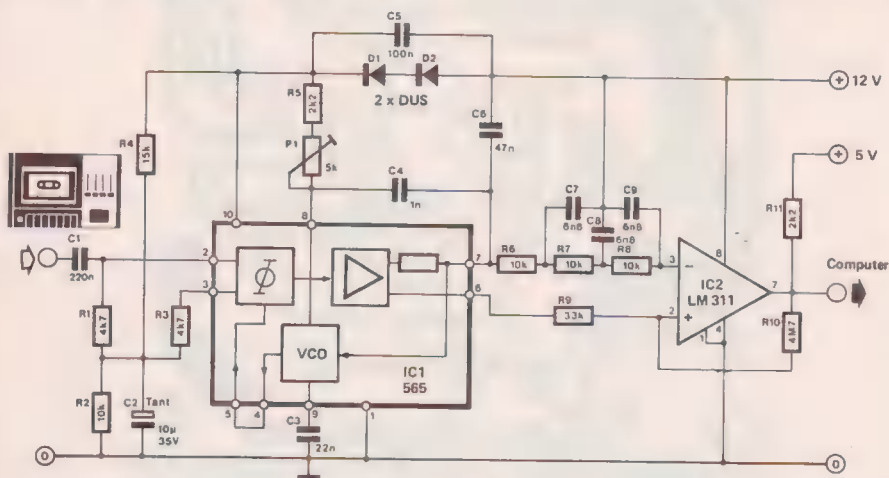 C5
100n
D1 D2
2 x DUS
R5
2k2
12 V
R4
15k
P1
5k
C6
47n
C4
1n
5 V
C7
6n8
C9
6n8
C8
6n8
R11
2k2
10
8
C1
220n
2
3
Φ
7
6
R6
10k
R7
10k
R8
10k
3
8
IC2
LM 311
7
Computer
R1
4k7
R3
4k7
VCO
IC1
565
R9
33k
2
1
4
R10
4M7
5
4
9
1
R2
10k
C2
Tant
10µ
35V
C3
22n
0
0